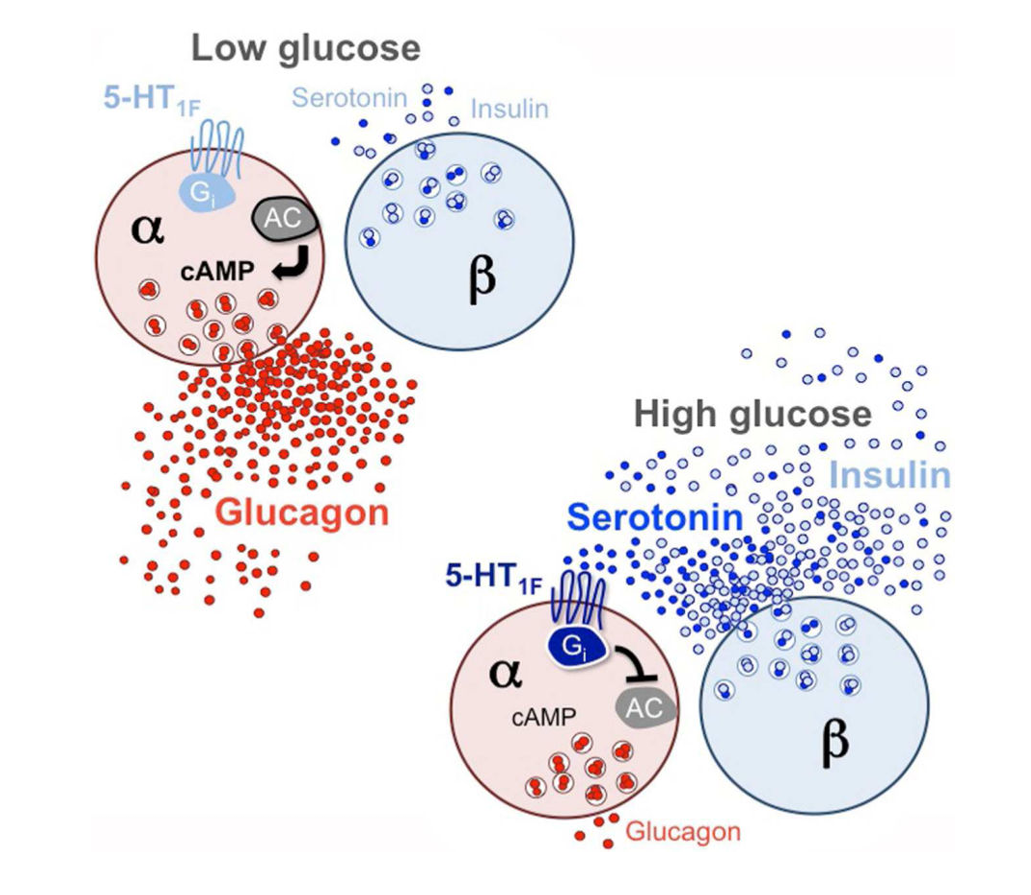 Low glucose
5-HT1F
Serotonin
Insulin
Gi
AC
α
cAMP
β
Glucagon
High glucose
Insulin
Serotonin
5-HT1F
Gi
α
AC
cAMP
β
Glucagon